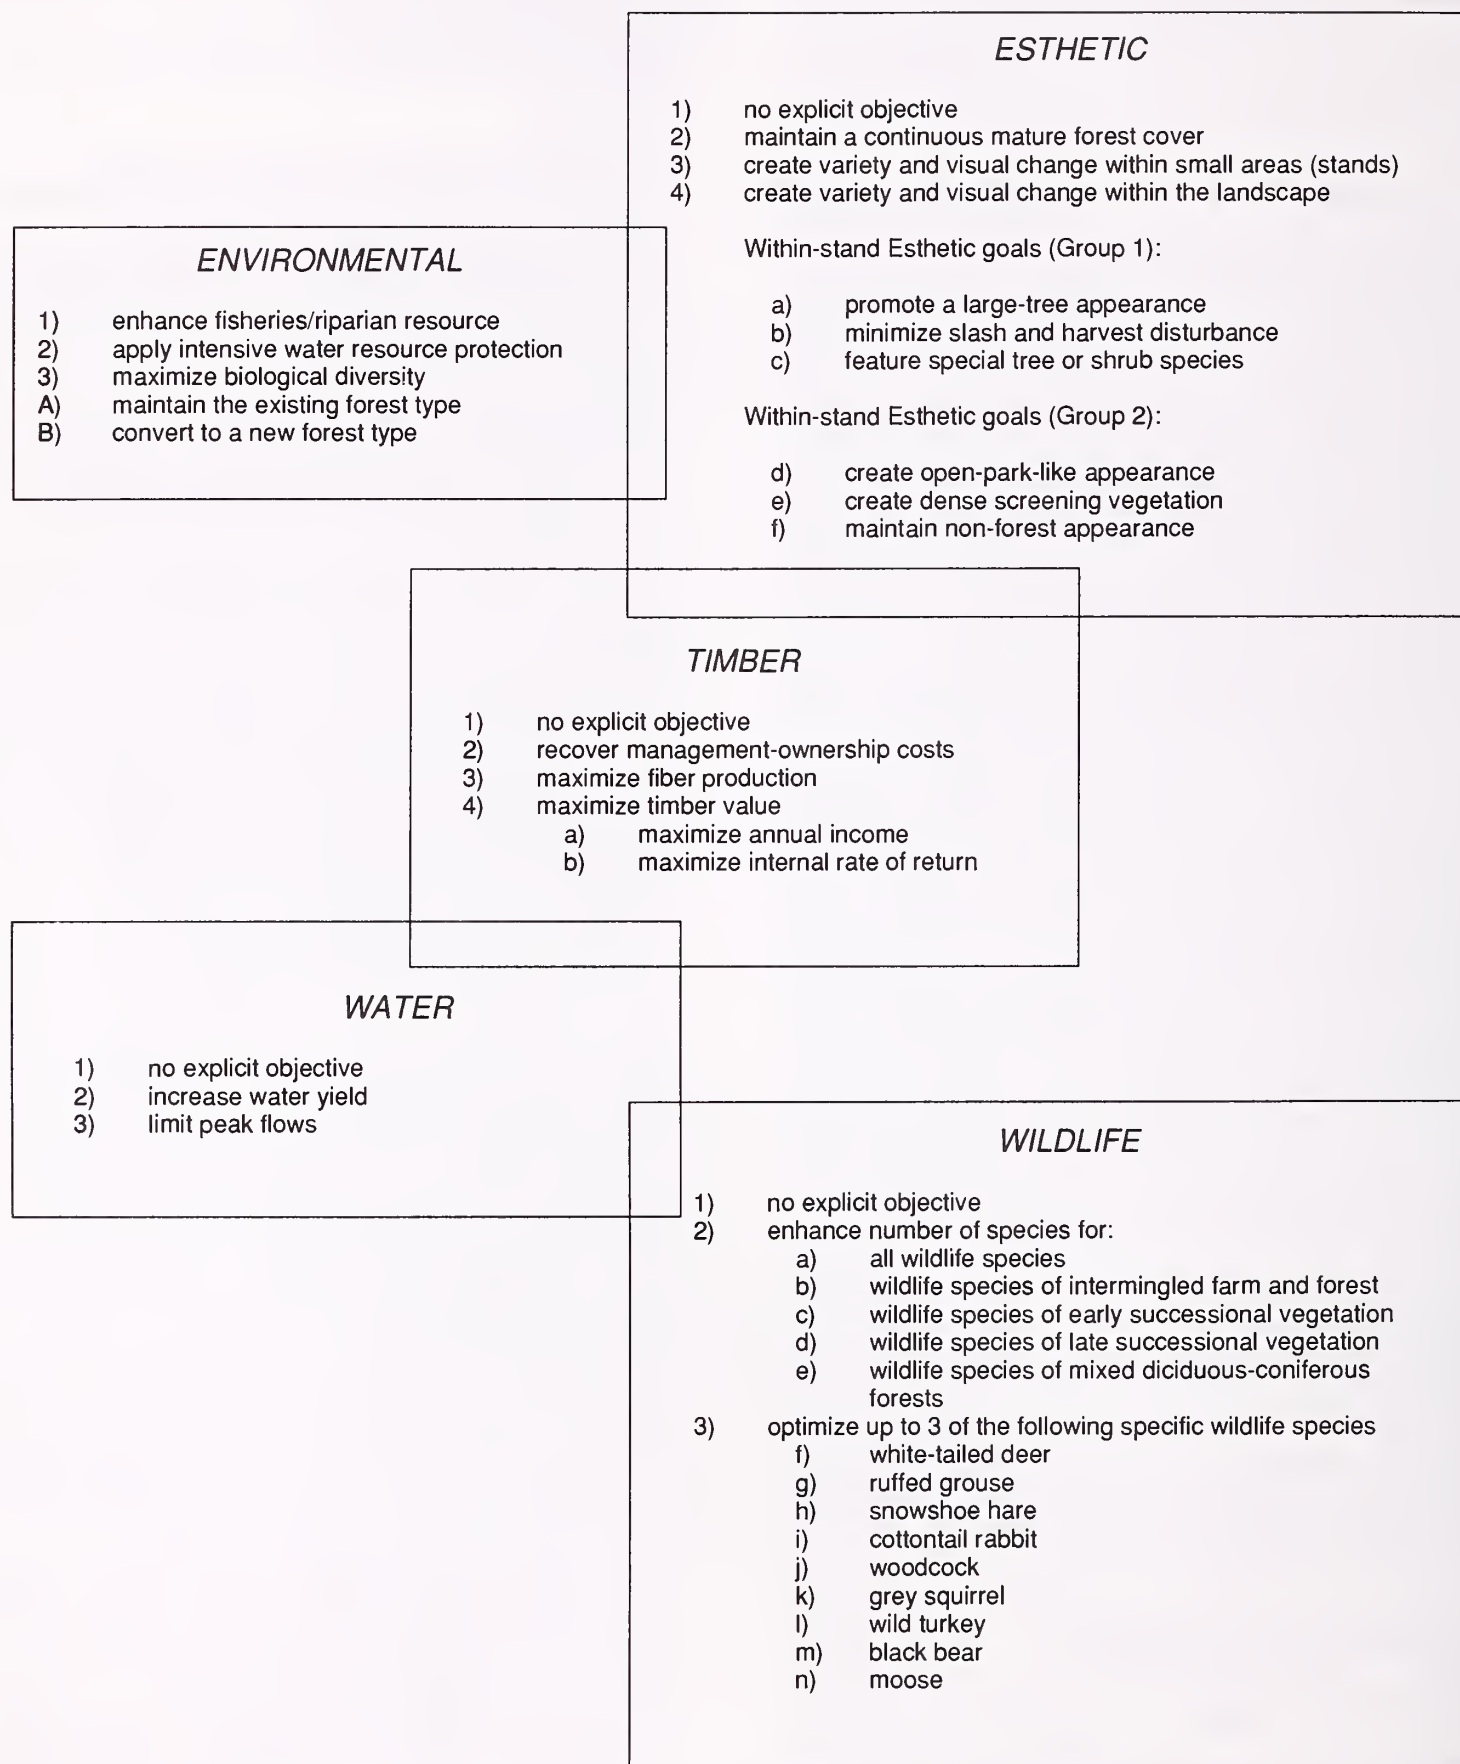 ESTHETIC
1) no explicit objective
2) maintain a continuous mature forest cover
3) create variety and visual change within small areas (stands)
4) create variety and visual change within the landscape
Within-stand Esthetic goals (Group 1):
a) promote a large-tree appearance
b) minimize slash and harvest disturbance
c) feature special tree or shrub species
Within-stand Esthetic goals (Group 2):
d) create open-park-like appearance
e) create dense screening vegetation
f) maintain non-forest appearance
ENVIRONMENTAL
1) enhance fisheries/riparian resource
2) apply intensive water resource protection
3) maximize biological diversity
A) maintain the existing forest type
B) convert to a new forest type
TIMBER
1) no explicit objective
2) recover management-ownership costs
3) maximize fiber production
4) maximize timber value
a) maximize annual income
b) maximize internal rate of return
WATER
1) no explicit objective
2) increase water yield
3) limit peak flows
WILDLIFE
1) no explicit objective
2) enhance number of species for:
a) all wildlife species
b) wildlife species of intermingled farm and forest
c) wildlife species of early successional vegetation
d) wildlife species of late successional vegetation
e) wildlife species of mixed diciduous-coniferous
forests
3) optimize up to 3 of the following specific wildlife species
f) white-tailed deer
g) ruffed grouse
h) snowshoe hare
i) cottontail rabbit
j) woodcock
k) grey squirrel
l) wild turkey
m) black bear
n) moose